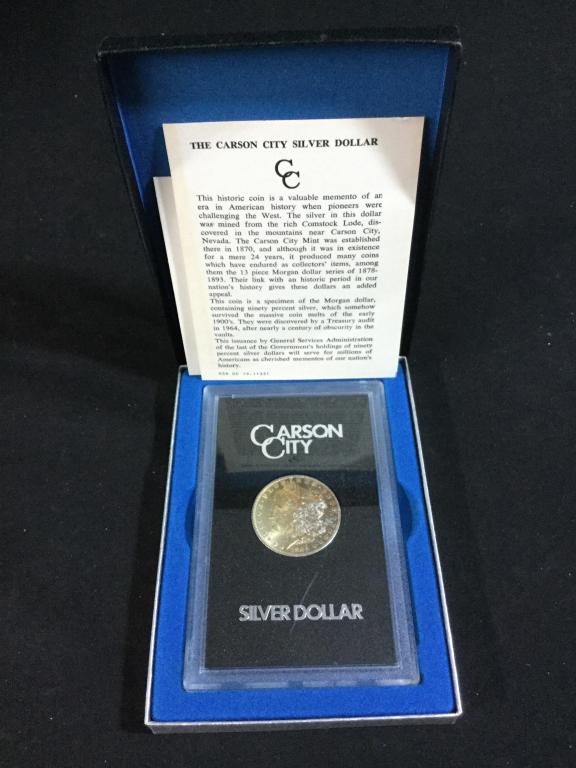 THE CARSON CITY SILVER DOLLAR
CC
This historic coin is a valuable memento of an
era in American history when pioneers were
challenging the West. The silver in this dollar
was mined from the rich Comstock Lode, dis-
covered in the mountains near Carson City,
Nevada. The Carson City Mint was established
there in 1870, and although it was in existence
for a mere 24 years, it produced many coins
which have endured as collectors' items, among
them the 13 piece Morgan dollar series of 1878-
1893. Their link with an historic period in our
nation's history gives these dollars an added
appeal.
This coin is a specimen of the Morgan dollar,
containing ninety percent silver, which somehow
survived the massive coin melts of the early
1900's. They were discovered by a Treasury audit
in 1964, after nearly a century of obscurity in the
vaults.
This issuance by General Services Administration
of the last of the Government's holdings of ninety
percent silver dollars will serve for millions of
Americans as cherished mementos of our nation's
history.
CARSON
CITY
SILVER DOLLAR